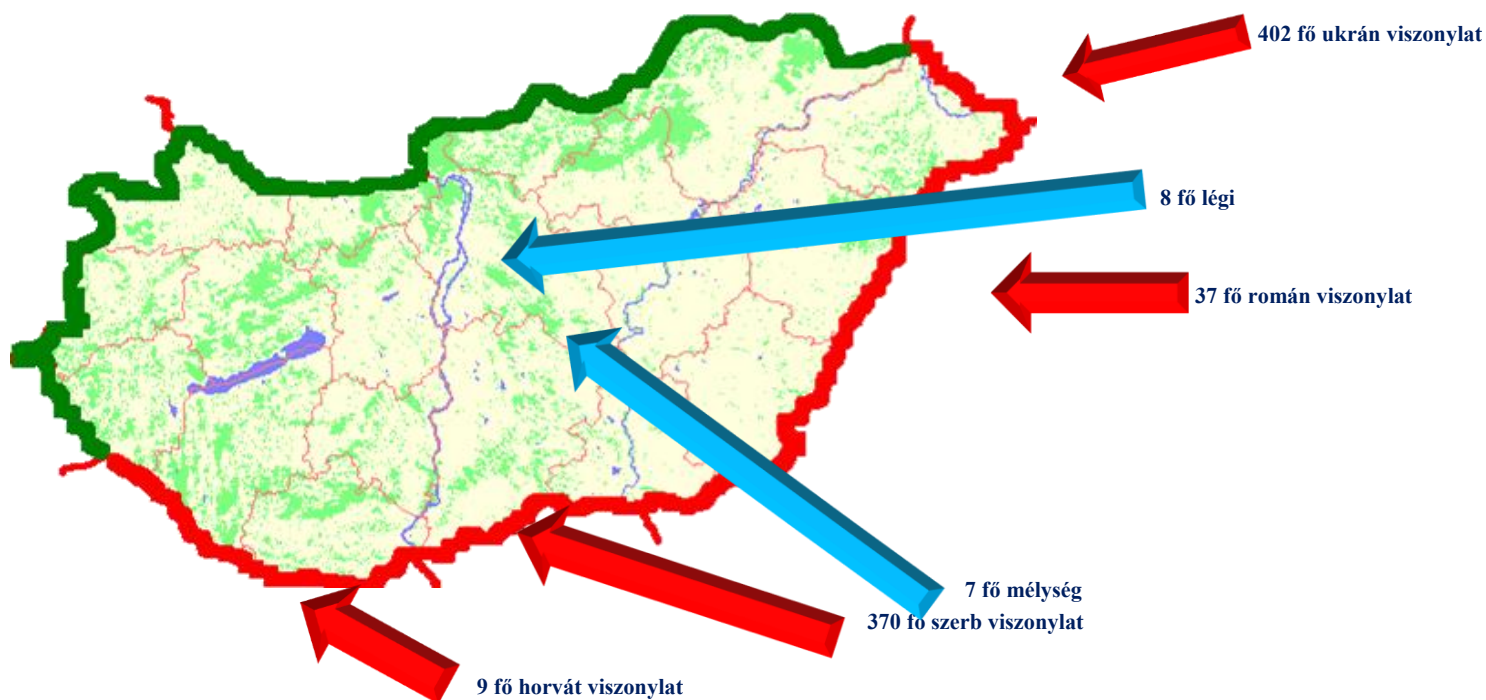 402 fő ukrán viszonylat
8 fő légi
37 fő román viszonylat
7 fő mélység
370 fő szerb viszonylat
9 fő horvát viszonylat